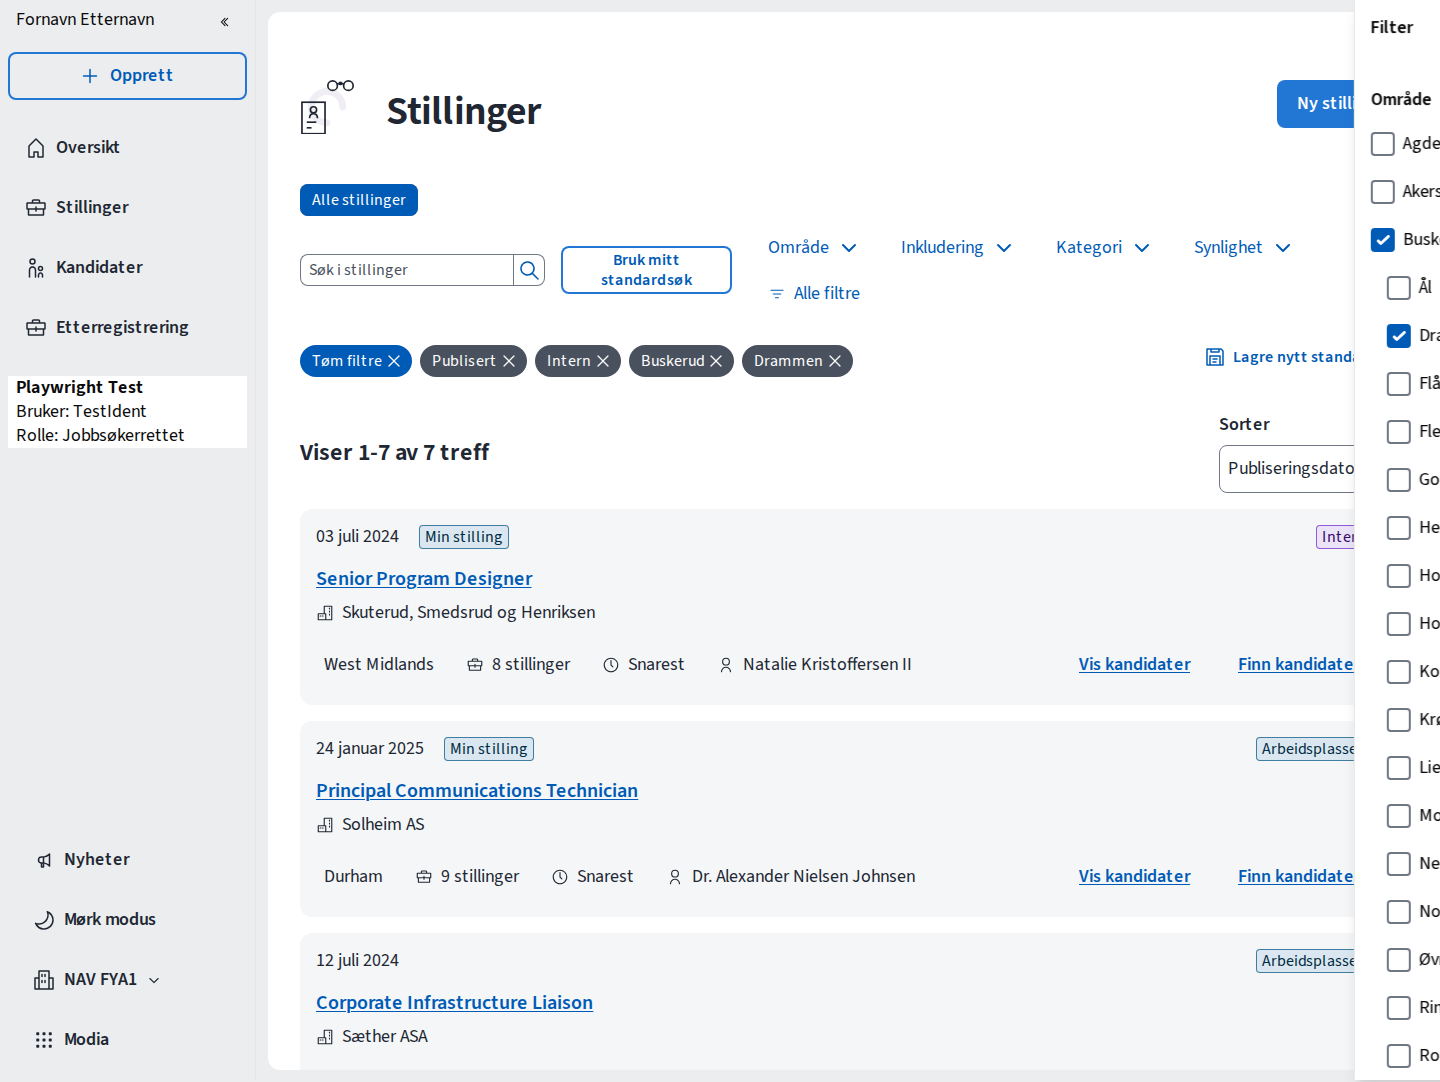 Fornavn Etternavn
Opprett
Oversikt
Stillinger
Kandidater
Etterregistrering
Playwright Test
Bruker: TestIdent
Rolle: Jobbsøkerrettet
Nyheter
Mørk modus
NAV FYA1
Modia
Stillinger
Ny stilli
Alle stillinger
Søk i stillinger
Bruk mitt
standardsøk
Område
Inkludering
Kategori
Synlighet
Alle filtre
Tøm filtre
Publisert
Intern
Buskerud
Drammen
Lagre nytt standa
Viser 1-7 av 7 treff
Sorter
Publiseringsdato
03 juli 2024
Min stilling
Inter
Senior Program Designer
Skuterud, Smedsrud og Henriksen
West Midlands
8 stillinger
Snarest
Natalie Kristoffersen II
Vis kandidater
Finn kandidate
24 januar 2025
Min stilling
Arbeidsplasse
Principal Communications Technician
Solheim AS
Durham
9 stillinger
Snarest
Dr. Alexander Nielsen Johnsen
Vis kandidater
Finn kandidate
12 juli 2024
Arbeidsplasse
Corporate Infrastructure Liaison
Sæther ASA
Filter
Område
Agde
Akers
Busk
Ål
Dra
Flå
Fle
Go
He
Ho
Ho
Ko
Krø
Lie
Mo
Ne
No
Øv
Rin
Ro